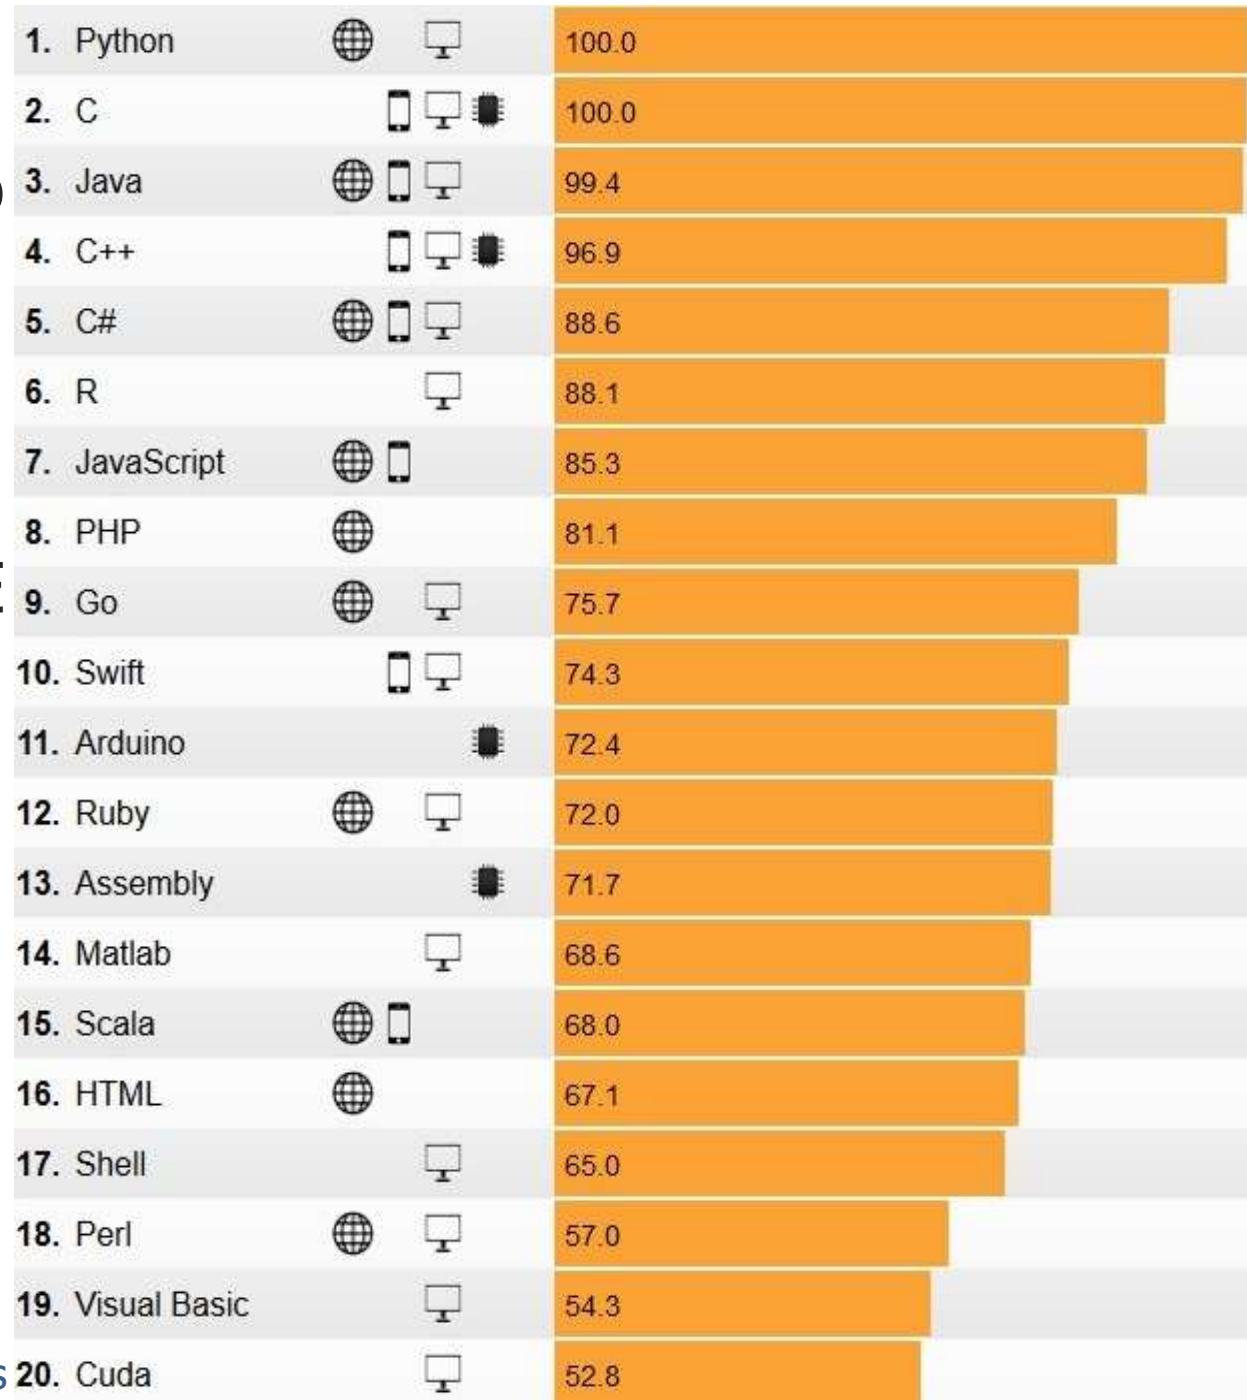 1. Python 100.0
2. C 100.0
3. Java 99.4
4. C++ 96.9
5. C# 88.6
6. R 88.1
7. JavaScript 85.3
8. PHP 81.1
9. Go 75.7
10. Swift 74.3
11. Arduino 72.4
12. Ruby 72.0
13. Assembly 71.7
14. Matlab 68.6
15. Scala 68.0
16. HTML 67.1
17. Shell 65.0
18. Perl 57.0
19. Visual Basic 54.3
20. Cuda 52.8